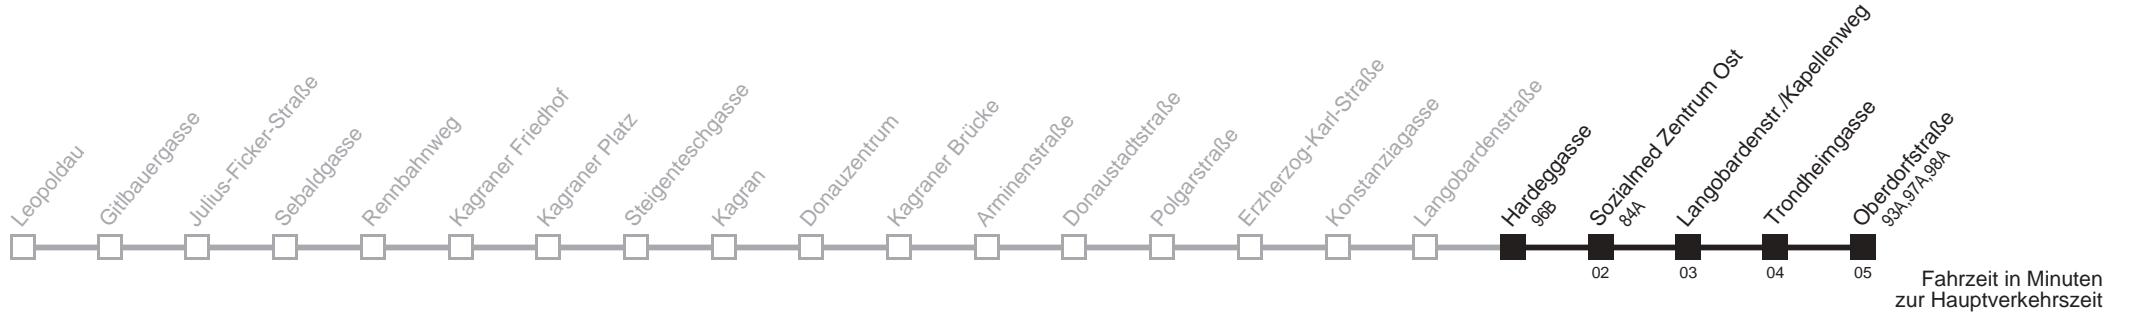 Leopoldau
Gitlbauergasse
Julius-Ficker-Straße
Sebaldgasse
Rennbahnweg
Kagraner Friedhof
Kagraner Platz
Steigenteschgasse
Kagran
Donauzentrum
Kagraner Brücke
Arminenstraße
Donaustadtstraße
Polgarstraße
Erzherzog-Karl-Straße
Konstanziagasse
Langobardenstraße
Hardeggasse
96B
Sozialmed Zentrum Ost
84A
Langobardenstr./Kapellenweg
Trondheimgasse
Oberdorfstraße
93A,97A,98A
02
03
04
05
Fahrzeit in Minuten
zur Hauptverkehrszeit